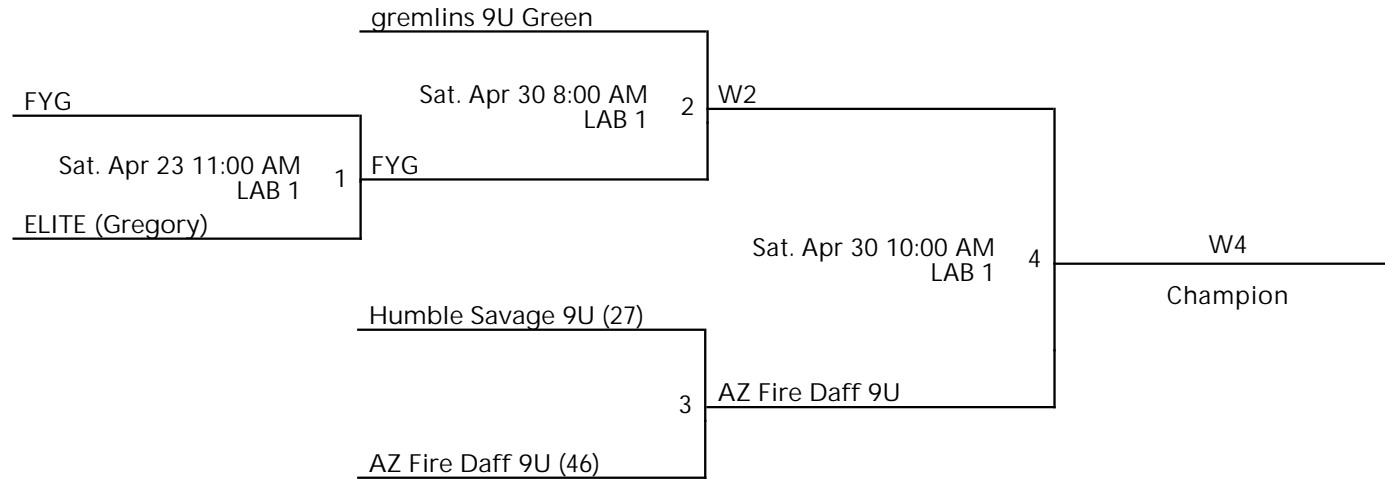 gremlins 9U Green
FYG
Sat. Apr 30 8:00 AM
LAB 1
2
W2
Sat. Apr 23 11:00 AM
LAB 1
1
FYG
ELITE (Gregory)
Sat. Apr 30 10:00 AM
LAB 1
4
W4
Champion
Humble Savage 9U (27)
3
AZ Fire Daff 9U
AZ Fire Daff 9U (46)